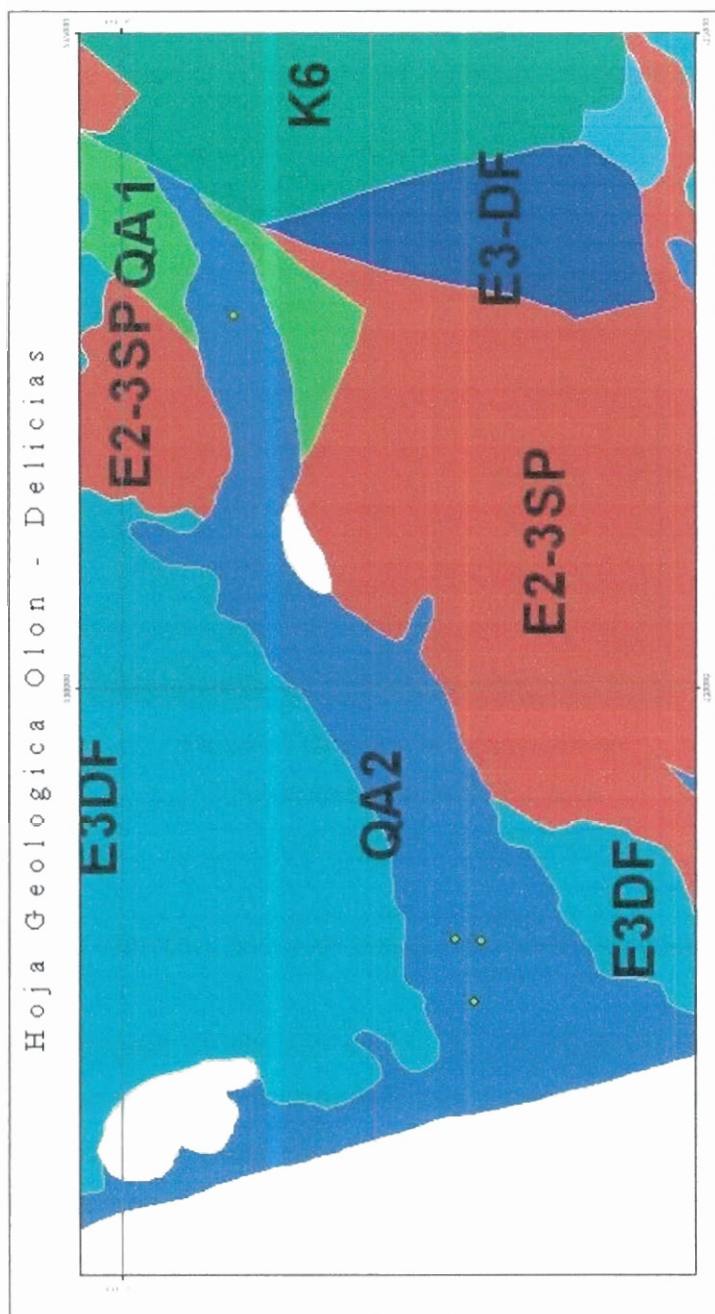 Hoja Geologica Olon - Delicias
E3DF
E2-3SP
QA1
K6
QA2
E3-DF
E2-3SP
E3DF